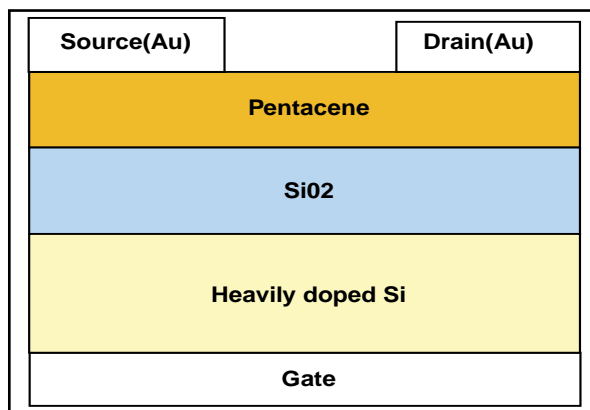 Source(Au)
Drain(Au)
Pentacene
Si02
Heavily doped Si
Gate